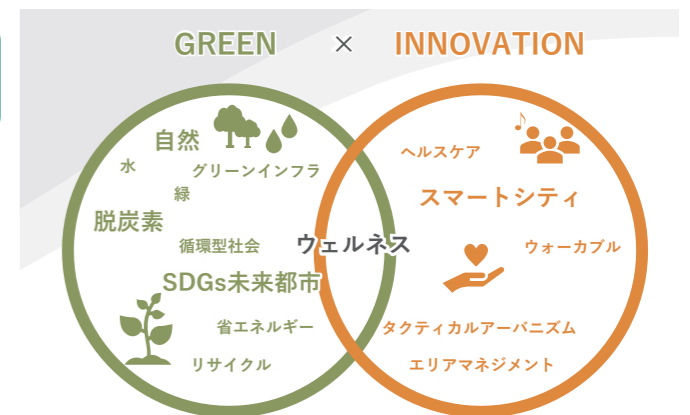 GREEN × INNOVATION
自然
水
グリーンインフラ
緑
脱炭素
循環型社会
SDGs未来都市
省エネルギー
リサイクル
ウェルネス
ヘルスケア
スマートシティ
ウォーカブル
タクティカルアーバニズム
エリアマネジメント